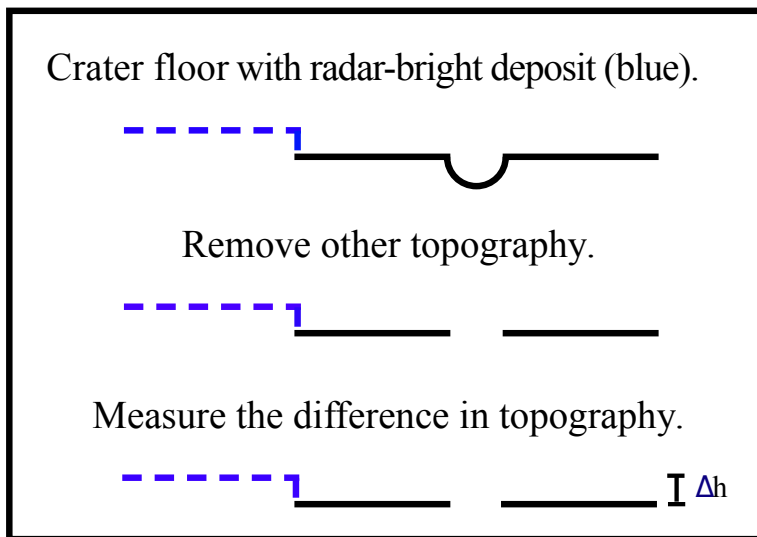 Crater floor with radar-bright deposit (blue).
Remove other topography.
Measure the difference in topography.
Δh